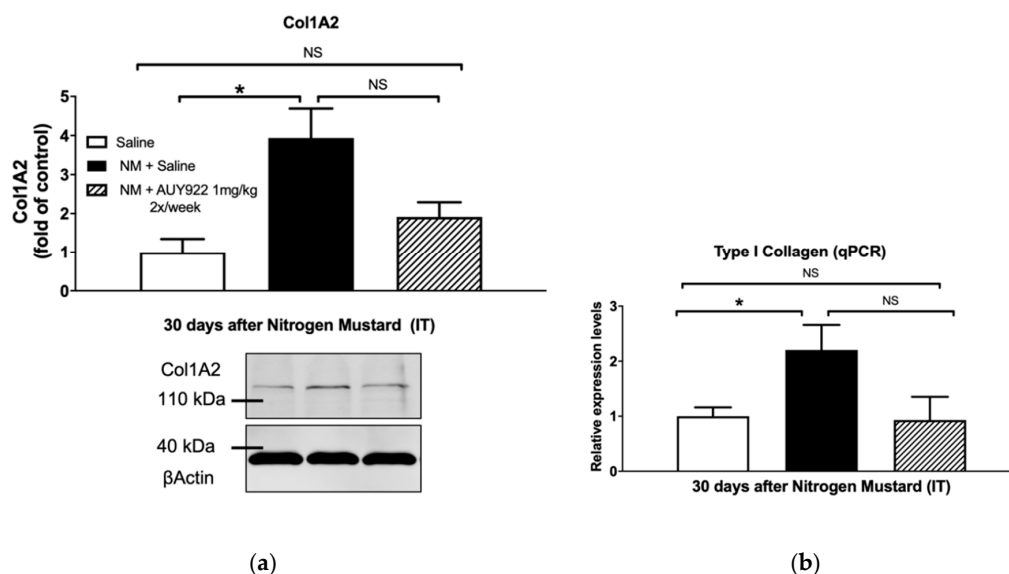 Col1A2
NS
*
NS
Col1A2
(fold of control)
5
4
3
2
1
0
Saline
NM + Saline
NM + AUY922 1mg/kg
2x/week
30 days after Nitrogen Mustard (IT)
Col1A2
110 kDa
40 kDa
βActin
(a)
Type I Collagen (qPCR)
NS
*
NS
Relative expression levels
3
2
1
0
30 days after Nitrogen Mustard (IT)
(b)